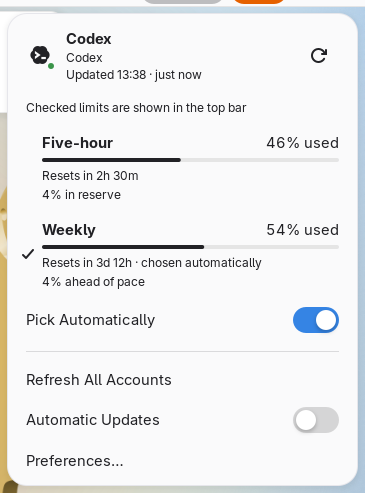 Codex
Codex
Updated 13:38 · just now
Checked limits are shown in the top bar
Five-hour 46% used
Resets in 2h 30m
4% in reserve
Weekly 54% used
Resets in 3d 12h · chosen automatically
4% ahead of pace
Pick Automatically
Refresh All Accounts
Automatic Updates
Preferences...